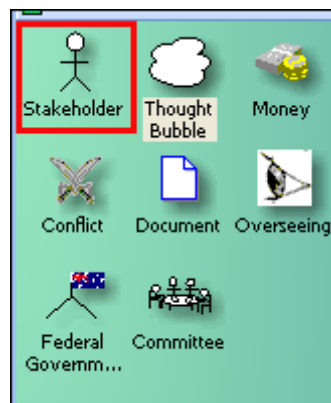 Stakeholder
Thought
Bubble
Money
Conflict
Document
Overseeing
Federal
Governm...
Committee